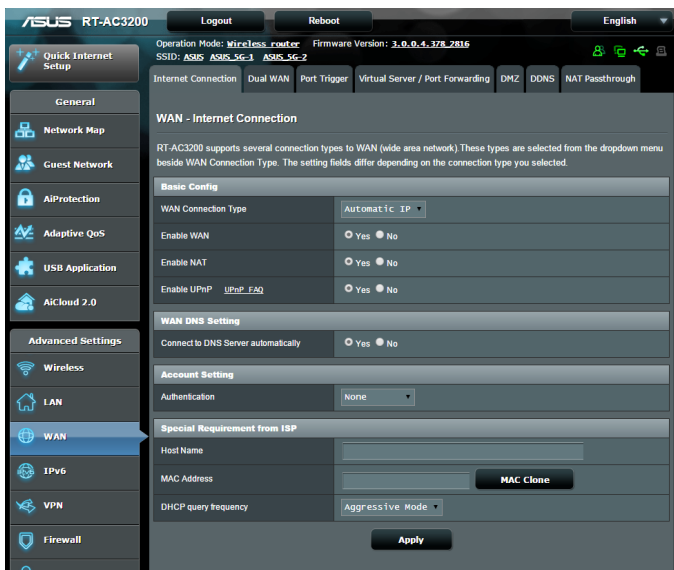 ASUS RT-AC3200 Logout Reboot English
Quick Internet Setup
Operation Mode: Wireless router Firmware Version: 3.0.0.4.378_2816
SSID: ASUS ASUS_5G-1 ASUS_5G-2
Internet Connection Dual WAN Port Trigger Virtual Server / Port Forwarding DMZ DDNS NAT Passthrough
General
Network Map
Guest Network
AiProtection
Adaptive QoS
USB Application
AiCloud 2.0
Advanced Settings
Wireless
LAN
WAN
IPv6
VPN
Firewall
WAN - Internet Connection
RT-AC3200 supports several connection types to WAN (wide area network).These types are selected from the dropdown menu
beside WAN Connection Type. The setting fields differ depending on the connection type you selected.
Basic Config
WAN Connection Type Automatic IP
Enable WAN Yes No
Enable NAT Yes No
Enable UPnP UPnP FAQ Yes No
WAN DNS Setting
Connect to DNS Server automatically Yes No
Account Setting
Authentication None
Special Requirement from ISP
Host Name
MAC Address MAC Clone
DHCP query frequency Aggressive Mode
Apply